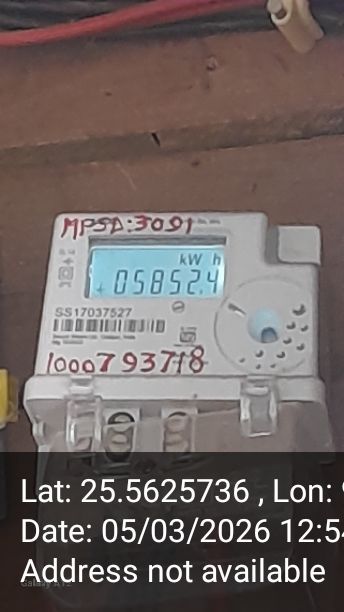 MPSD:3091
kW h
05852.4
SS17037527
1000793718
Lat: 25.5625736 , Lon:
Date: 05/03/2026 12:54
Address not available